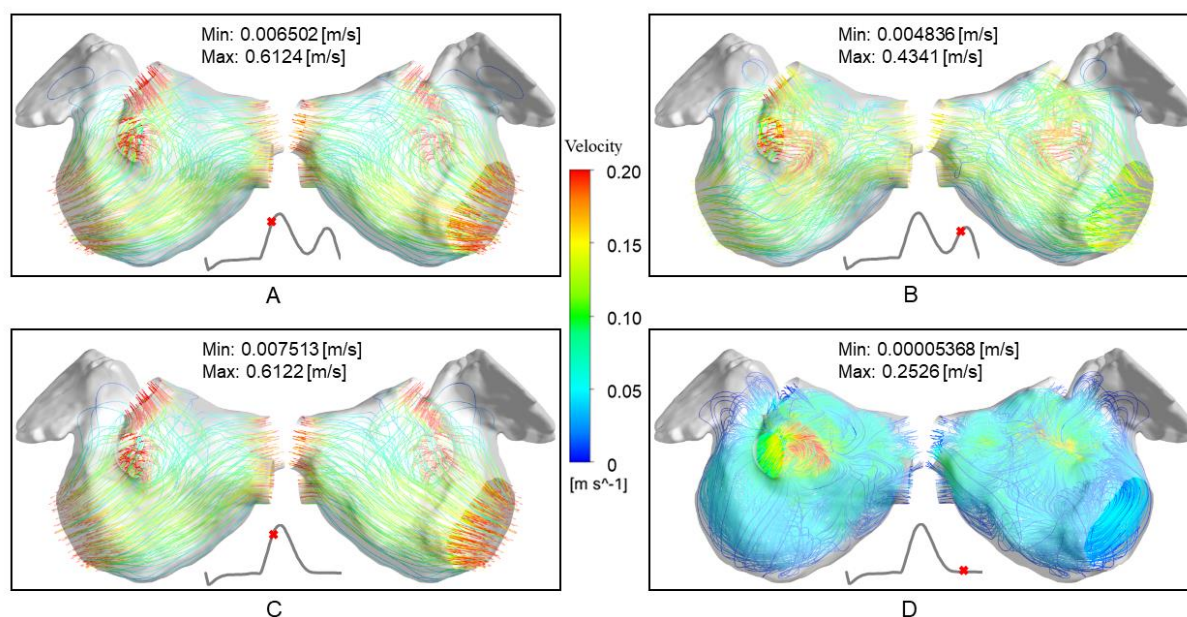 Min: 0.006502 [m/s]
Max: 0.6124 [m/s]
A
Min: 0.004836 [m/s]
Max: 0.4341 [m/s]
B
Velocity
0.20
0.15
0.10
0.05
0
[m s^-1]
Min: 0.007513 [m/s]
Max: 0.6122 [m/s]
C
Min: 0.00005368 [m/s]
Max: 0.2526 [m/s]
D